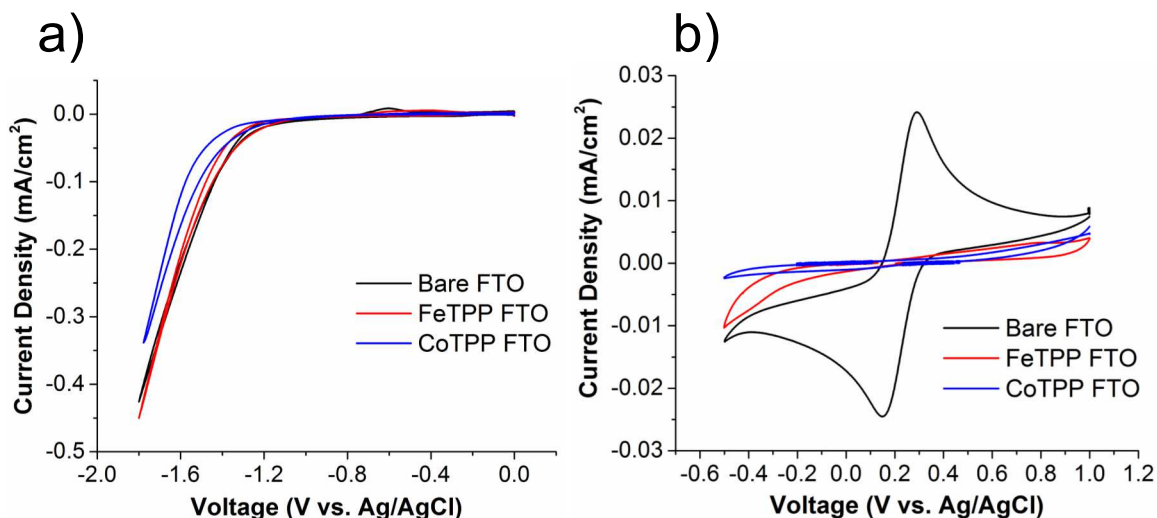 a)
0.0
-0.1
-0.2
-0.3
-0.4
-0.5
-2.0 -1.6 -1.2 -0.8 -0.4 0.0
Current Density (mA/cm²)
Voltage (V vs. Ag/AgCl)
Bare FTO
FeTPP FTO
CoTPP FTO
b)
0.03
0.02
0.01
0.00
-0.01
-0.02
-0.03
-0.6 -0.4 -0.2 0.0 0.2 0.4 0.6 0.8 1.0 1.2
Current Density (mA/cm²)
Voltage (V vs. Ag/AgCl)
Bare FTO
FeTPP FTO
CoTPP FTO